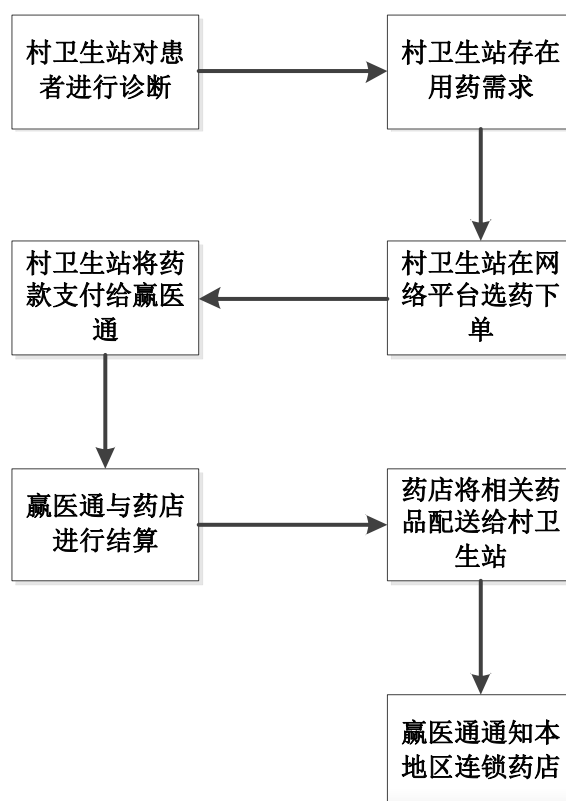 村卫生站对患
者进行诊断
村卫生站存在
用药需求
村卫生站将药
款支付给赢医
通
村卫生站在网
络平台选药下
单
赢医通与药店
进行结算
药店将相关药
品配送给村卫
生站
赢医通通知本
地区连锁药店